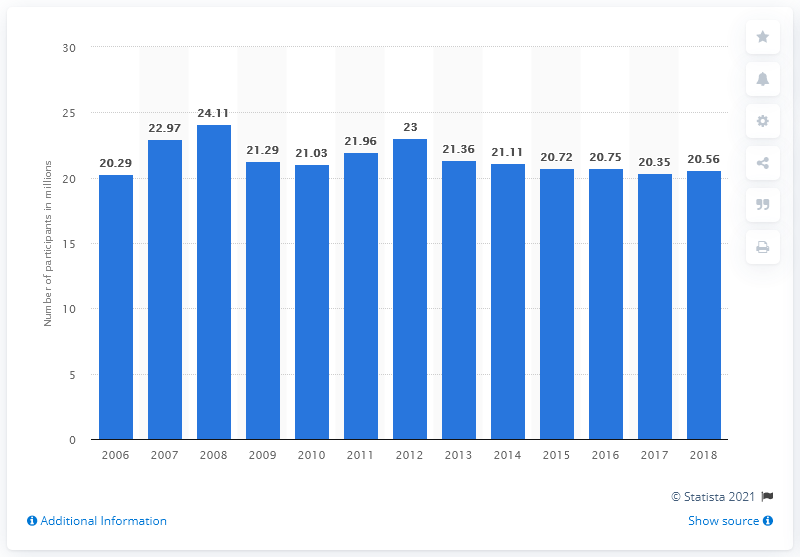 Number of participants in millions
30
25
20
15
10
5
0
20.29 22.97 24.11 21.29 21.03 21.96 23 21.36 21.11 20.72 20.75 20.35 20.56
2006 2007 2008 2009 2010 2011 2012 2013 2014 2015 2016 2017 2018
© Statista 2021
Additional Information Show source